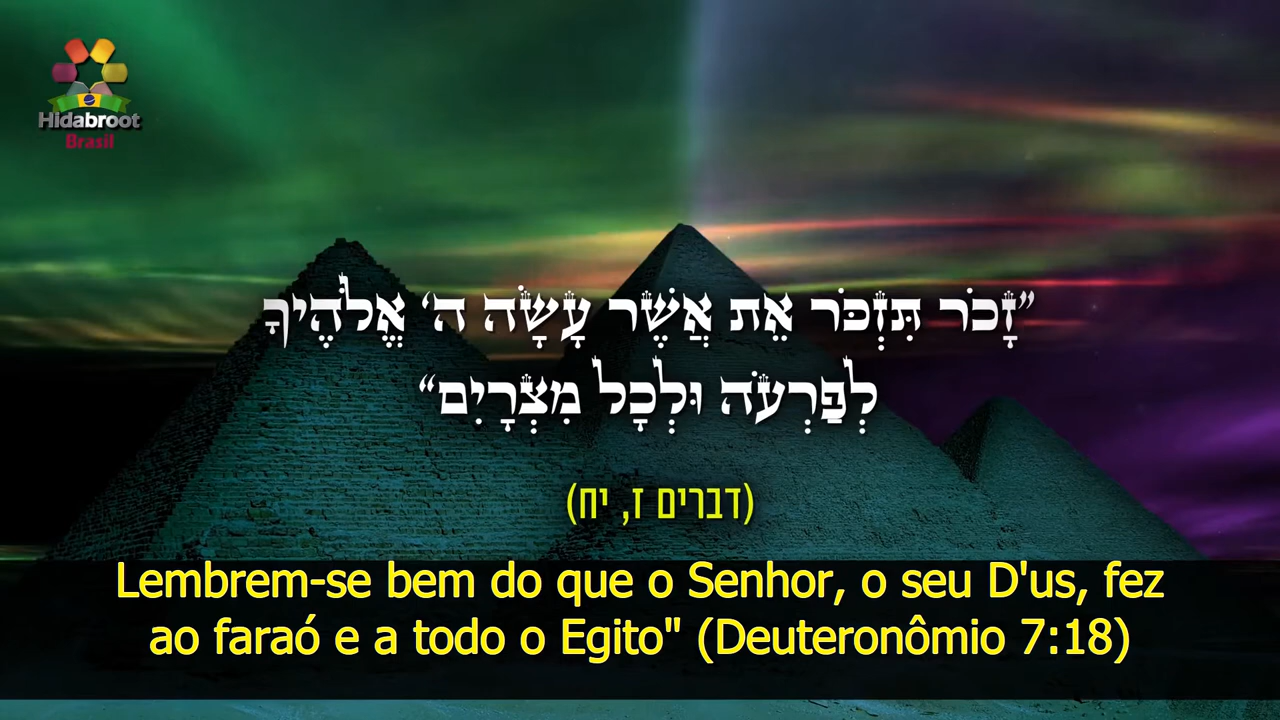 Hidabroot
Brasil
”זָכֹר תִּזְכֹּר אֵת אֲשֶׁר עָשָׂה ה‘ אֱלֹהֶיךָ
לְפַרְעֹה וּלְכָל מִצְרָיִם“
(דברים ז, יח)
Lembrem-se bem do que o Senhor, o seu D'us, fez
ao faraó e a todo o Egito" (Deuteronômio 7:18)